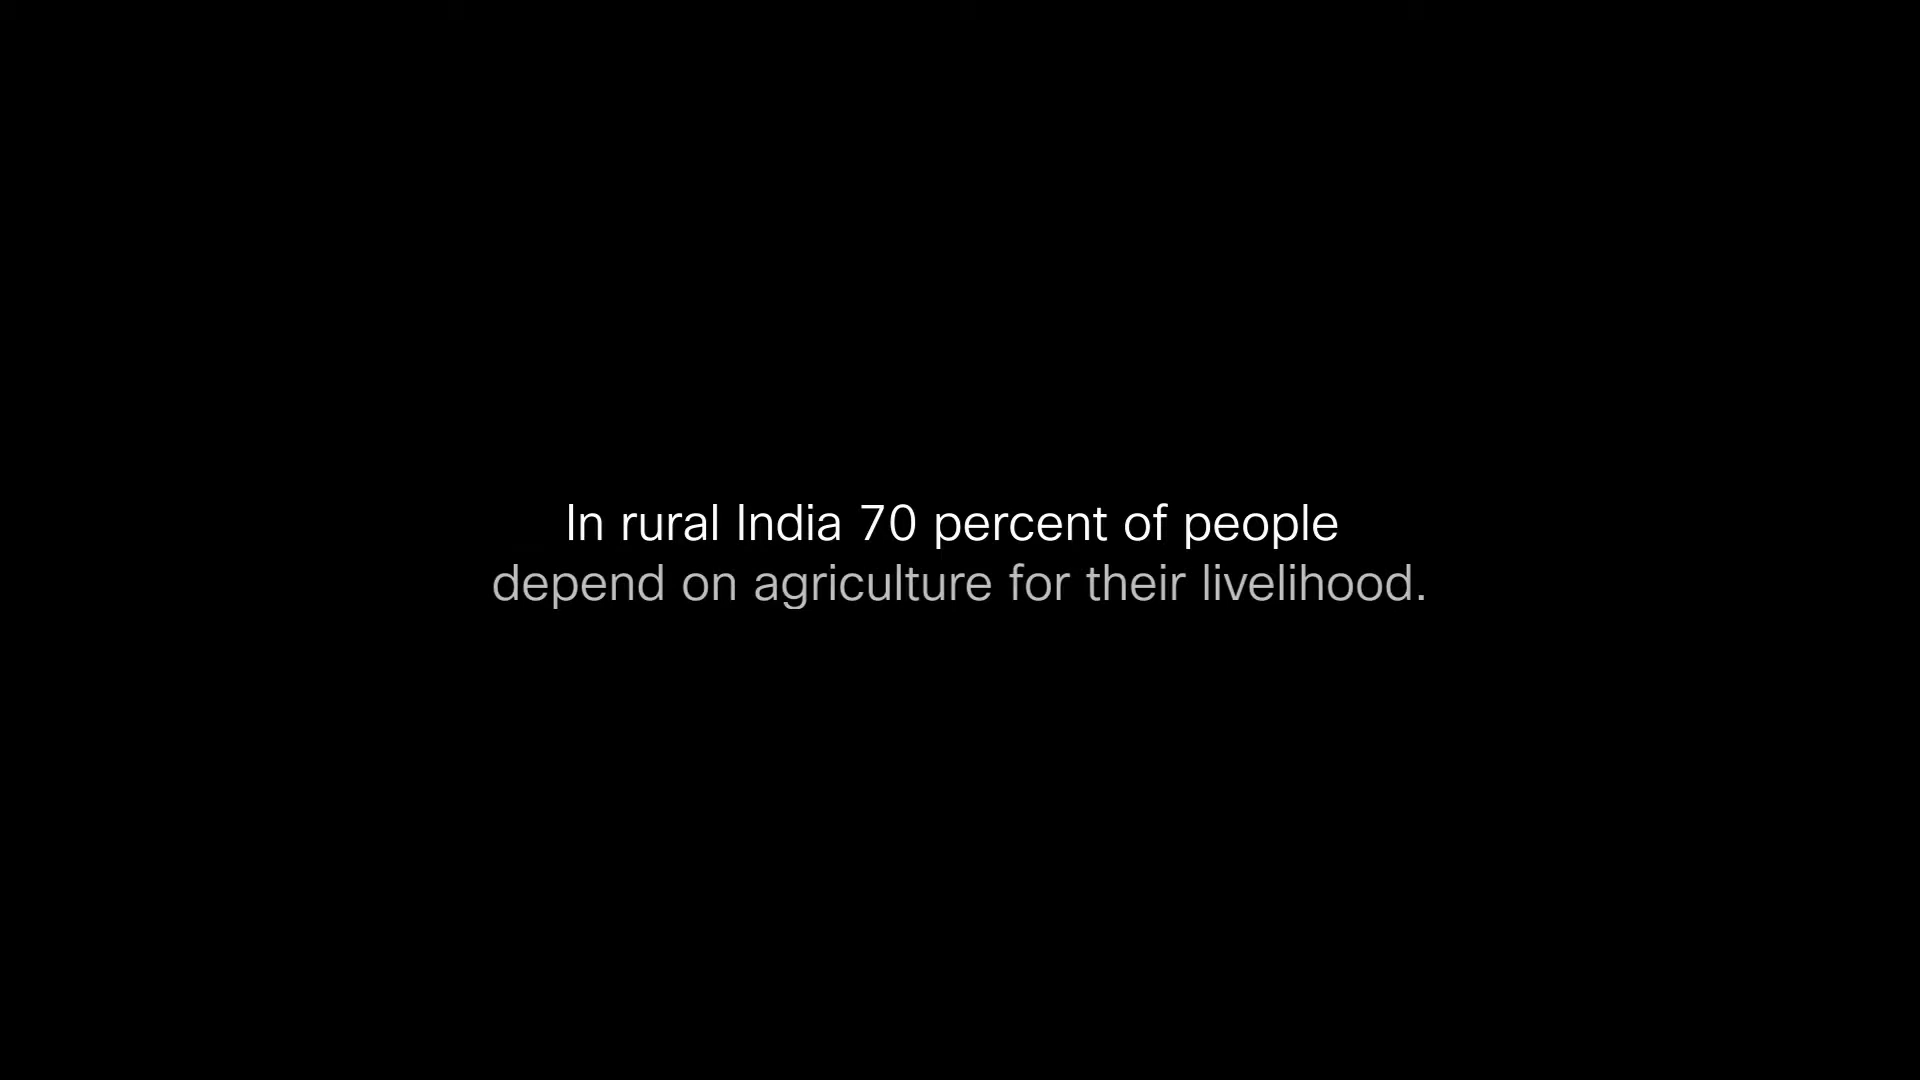 In rural India 70 percent of people
depend on agriculture for their livelihood.